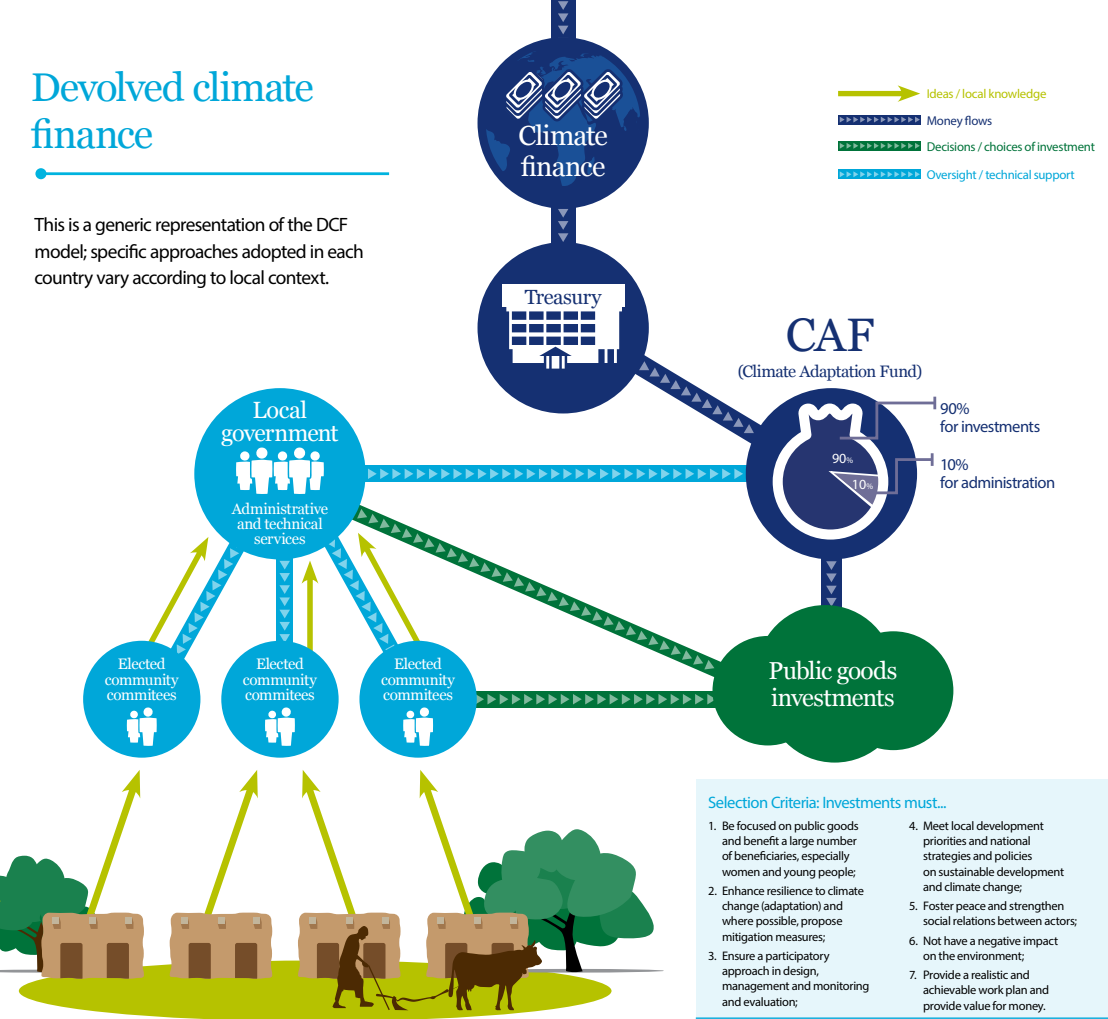 Devolved climate
finance
This is a generic representation of the DCF
model; specific approaches adopted in each
country vary according to local context.
Climate
finance
Ideas / local knowledge
Money flows
Decisions / choices of investment
Oversight / technical support
Treasury
CAF
(Climate Adaptation Fund)
90%
for investments
90%
10%
10%
for administration
Local
government
Administrative
and technical
services
Elected
community
commitees
Elected
community
commitees
Elected
community
commitees
Public goods
investments
Selection Criteria: Investments must...
1. Be focused on public goods
and benefit a large number
of beneficiaries, especially
women and young people;
2. Enhance resilience to climate
change (adaptation) and
where possible, propose
mitigation measures;
3. Ensure a participatory
approach in design,
management and monitoring
and evaluation;
4. Meet local development
priorities and national
strategies and policies
on sustainable development
and climate change;
5. Foster peace and strengthen
social relations between actors;
6. Not have a negative impact
on the environment;
7. Provide a realistic and
achievable work plan and
provide value for money.